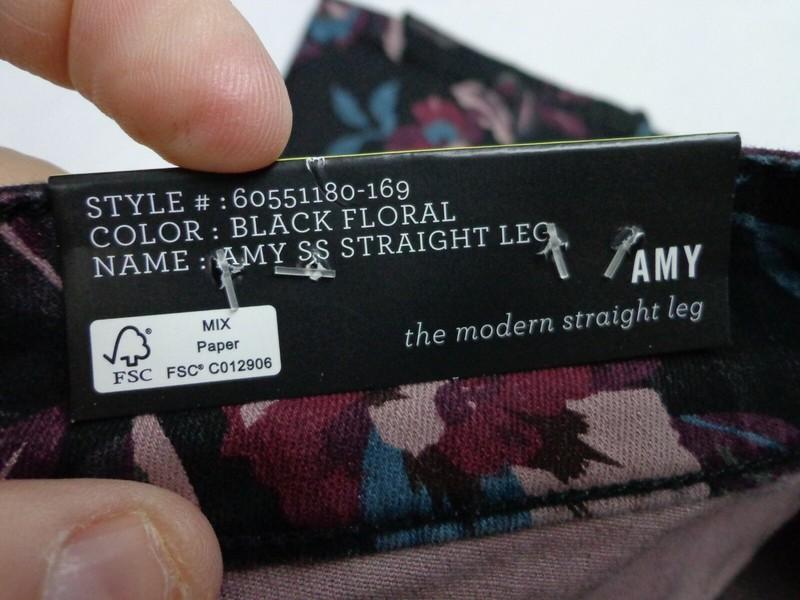 STYLE # : 60551180-169
COLOR : BLACK FLORAL
NAME : AMY SS STRAIGHT LEG
AMY
the modern straight leg
MIX
Paper
FSC® C012906
FSC